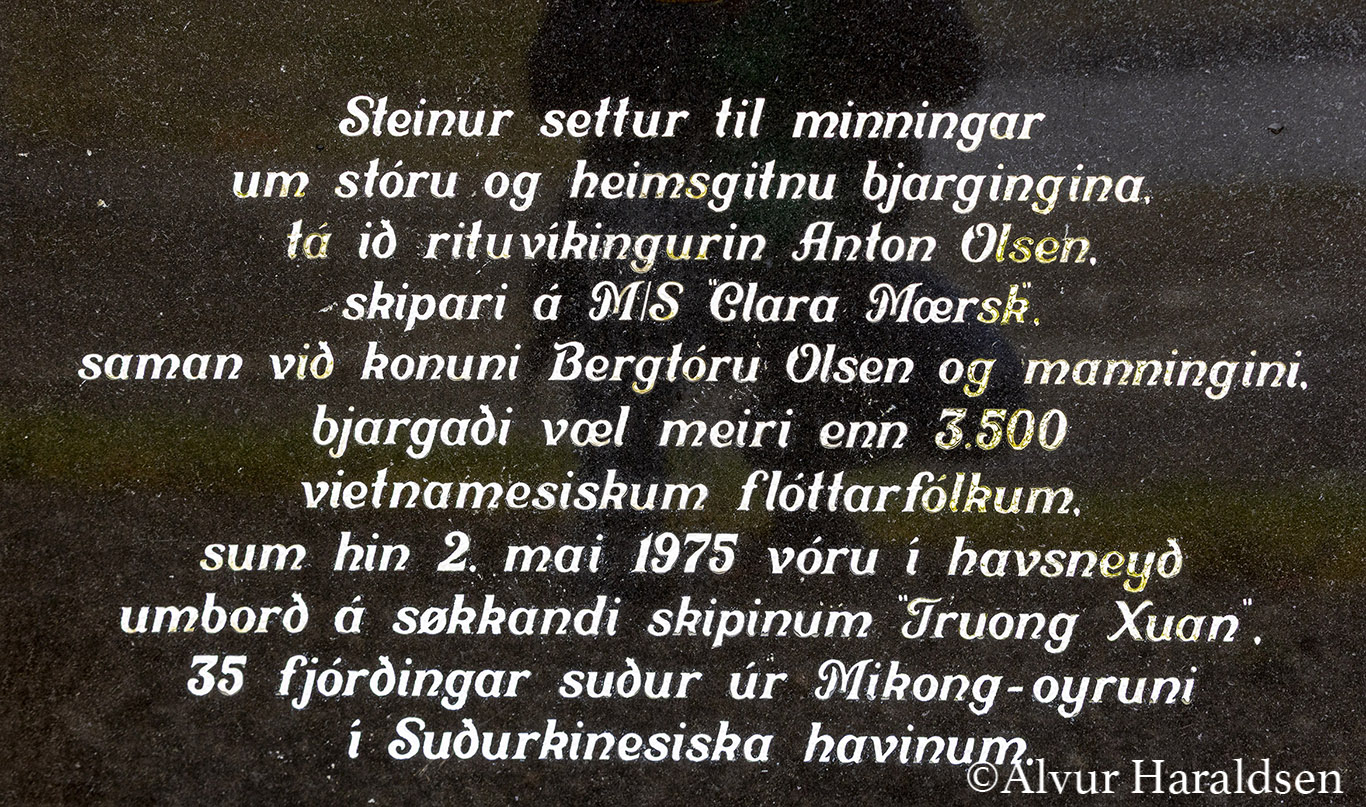 Steinur settur til minningar
um stóru og heimsgitnu bjargingina,
tá ið rituvíkingurin Anton Olsen,
skipari á M/S "Clara Mærsk",
saman við konuni Bergtóru Olsen og manningini,
bjargaði væl meiri enn 3.500
vietnamesiskum flóttarfólkum,
sum hin 2. mai 1975 vóru í havsneyð
umborð á søkkandi skipinum "Truong Xuan",
35 fjórðingar suður úr Mikong-oyruni
í Suðurkinesiska havinum.
©Alvur Haraldsen